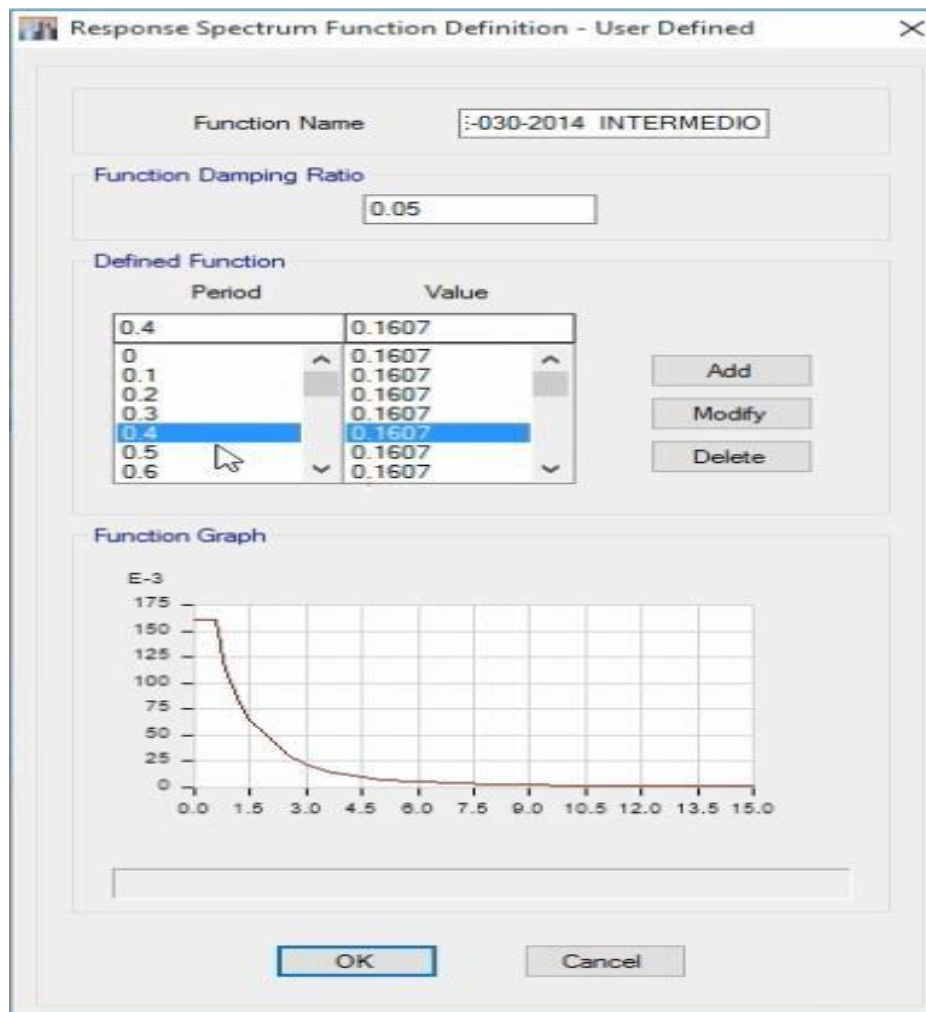 Response Spectrum Function Definition - User Defined
Function Name :-030-2014 INTERMEDIO
Function Damping Ratio
0.05
Defined Function
Period Value
0.4 0.1607
0 0.1607
0.1 0.1607
0.2 0.1607
0.3 0.1607
0.4 0.1607
0.5 0.1607
0.6 0.1607
Add
Modify
Delete
Function Graph
E-3
175
150
125
100
75
50
25
0
0.0 1.5 3.0 4.5 6.0 7.5 9.0 10.5 12.0 13.5 15.0
OK Cancel